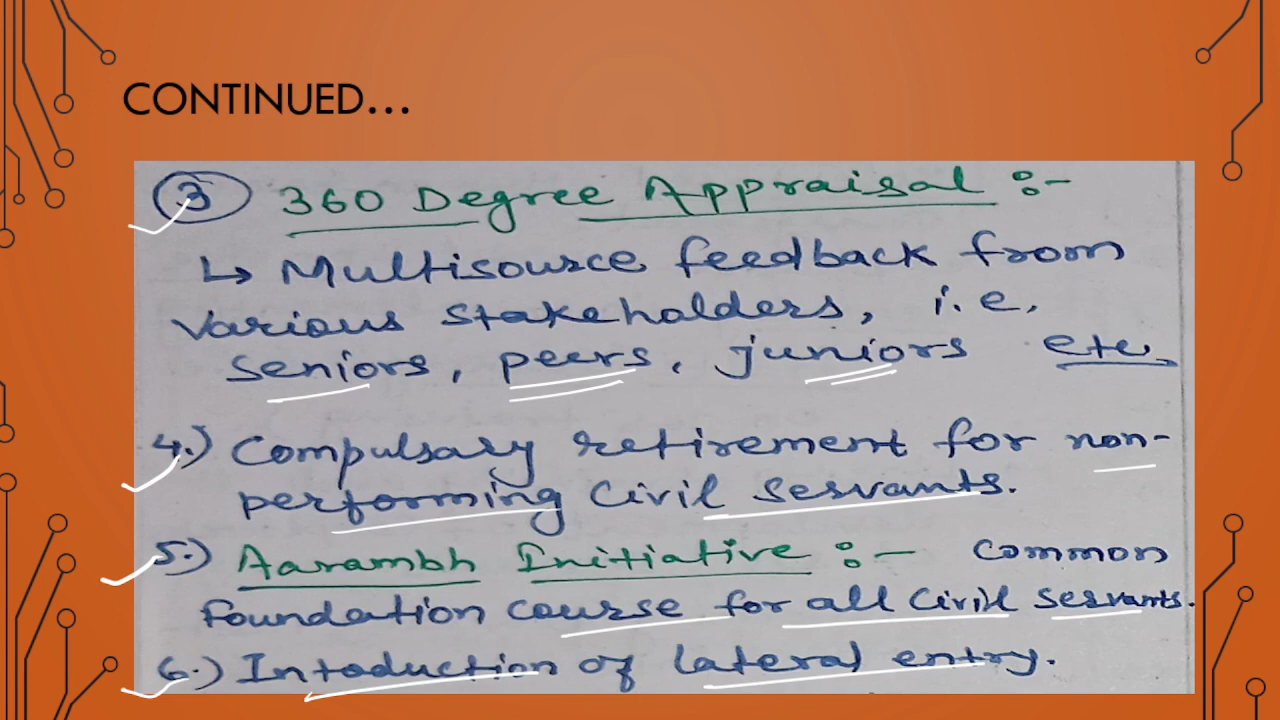 CONTINUED...
3 360 Degree Appraisal :-
↳ Multisource feedback from
various stakeholders, i.e,
seniors, peers, juniors etc,
4.) Compulsary retirement for non-
performing Civil servants.
5.) Aarambh Initiative :- Common
foundation course for all Civil servants.
6.) Intoduction of lateral entry.